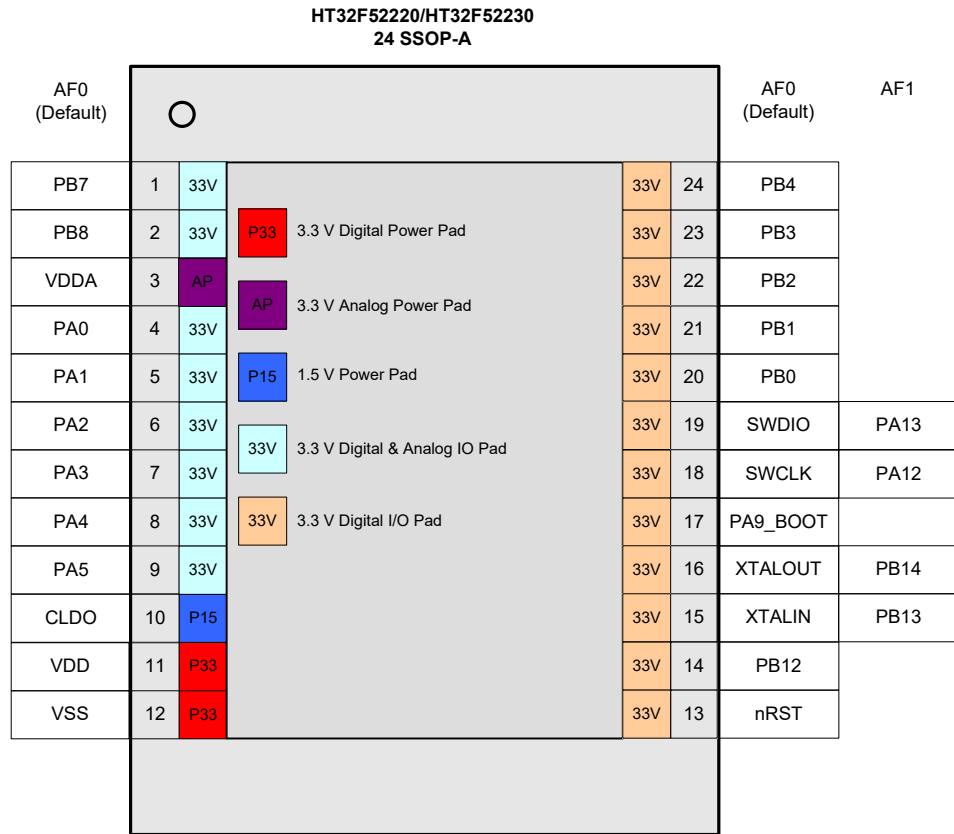 HT32F52220/HT32F52230
24 SSOP-A
AF0
(Default)
AF0
(Default)
AF1
PB7 1 33V 33V 24 PB4
PB8 2 33V P33 3.3 V Digital Power Pad 33V 23 PB3
VDDA 3 AP 33V 22 PB2
AP 3.3 V Analog Power Pad
PA0 4 33V 33V 21 PB1
PA1 5 33V P15 1.5 V Power Pad 33V 20 PB0
PA2 6 33V 33V 19 SWDIO PA13
33V 3.3 V Digital & Analog IO Pad
PA3 7 33V 33V 18 SWCLK PA12
PA4 8 33V 33V 3.3 V Digital I/O Pad 33V 17 PA9_BOOT
PA5 9 33V 33V 16 XTALOUT PB14
CLDO 10 P15 33V 15 XTALIN PB13
VDD 11 P33 33V 14 PB12
VSS 12 P33 33V 13 nRST